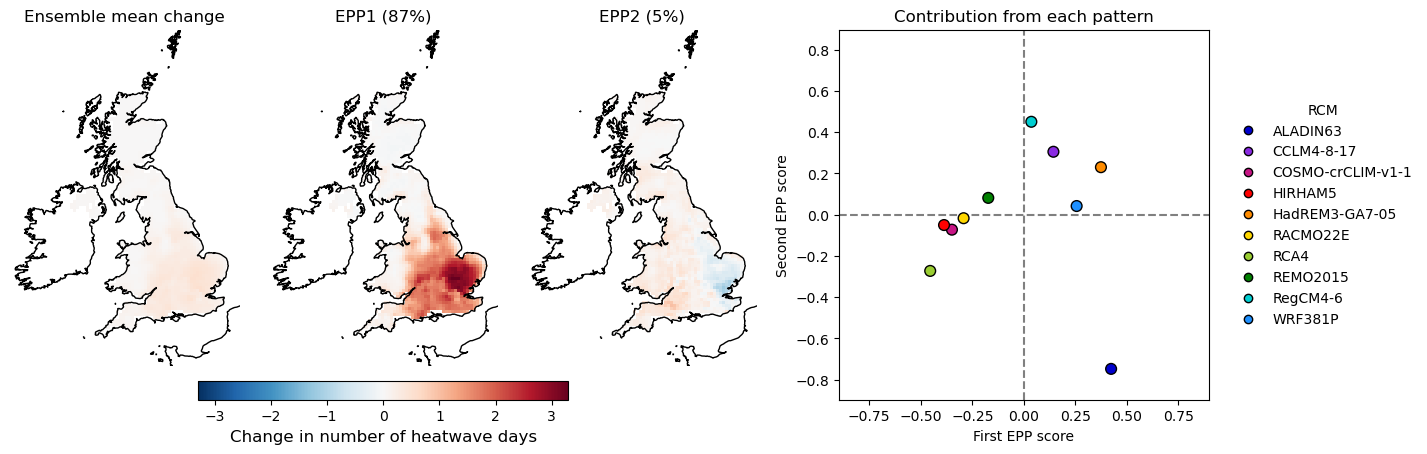 Ensemble mean change
EPP1 (87%)
EPP2 (5%)
−3 −2 −1 0 1 2 3
Change in number of heatwave days
Contribution from each pattern
Second EPP score
0.8
0.6
0.4
0.2
0.0
−0.2
−0.4
−0.6
−0.8
−0.75 −0.50 −0.25 0.00 0.25 0.50 0.75
First EPP score
RCM
ALADIN63
CCLM4-8-17
COSMO-crCLIM-v1-1
HIRHAM5
HadREM3-GA7-05
RACMO22E
RCA4
REMO2015
RegCM4-6
WRF381P